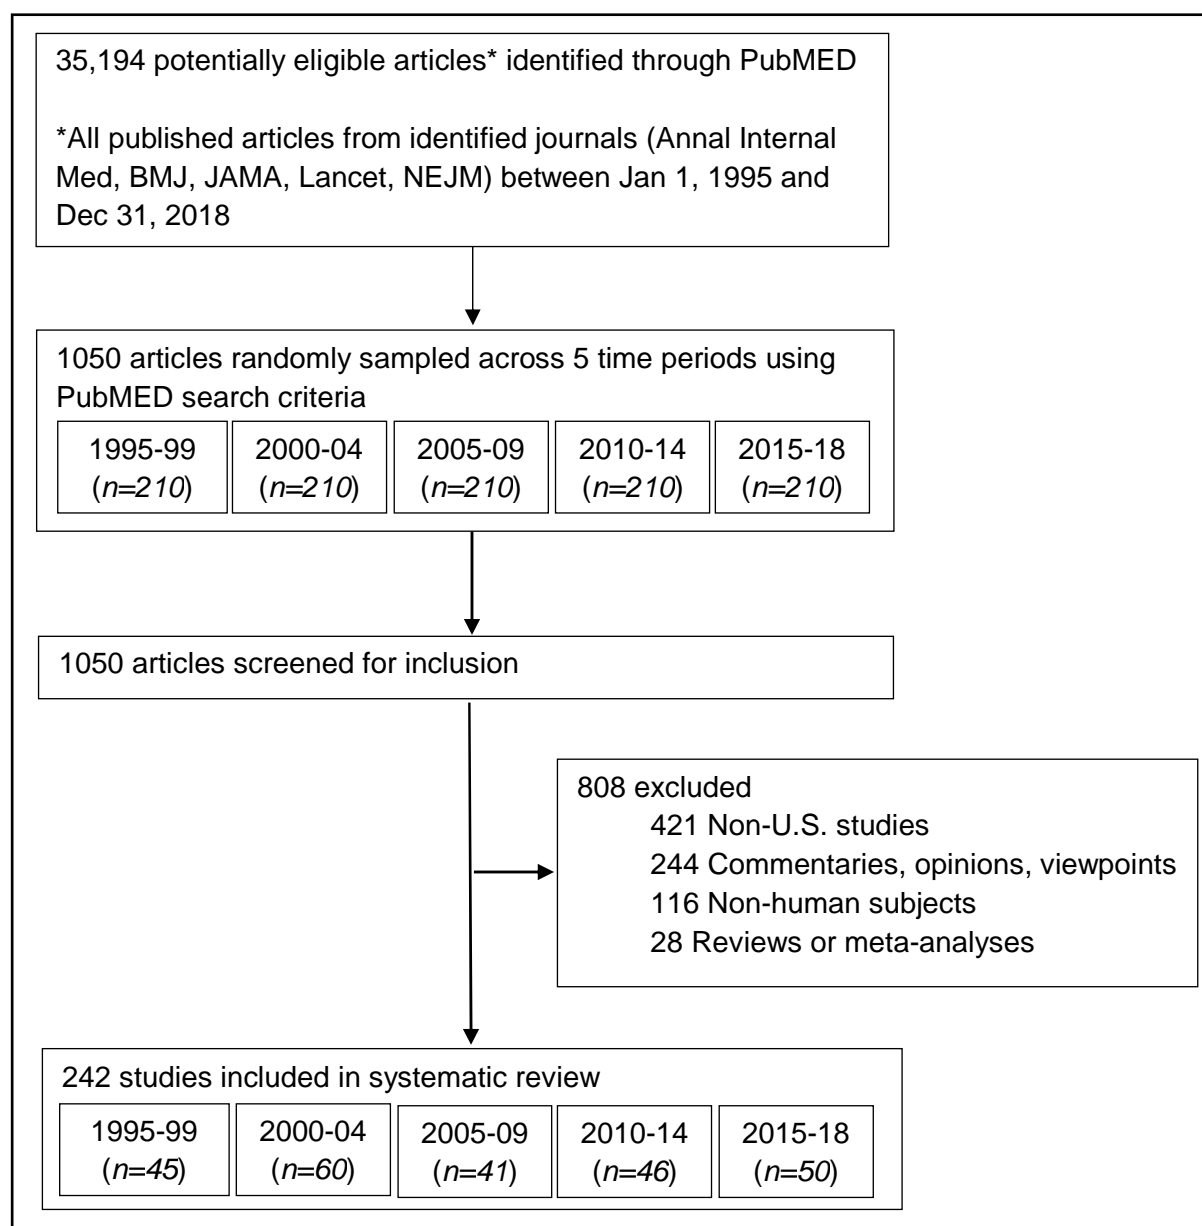 35,194 potentially eligible articles* identified through PubMED
*All published articles from identified journals (Annal Internal
Med, BMJ, JAMA, Lancet, NEJM) between Jan 1, 1995 and
Dec 31, 2018
1050 articles randomly sampled across 5 time periods using
PubMED search criteria
1995-99 2000-04 2005-09 2010-14 2015-18
(n=210) (n=210) (n=210) (n=210) (n=210)
1050 articles screened for inclusion
808 excluded
421 Non-U.S. studies
244 Commentaries, opinions, viewpoints
116 Non-human subjects
28 Reviews or meta-analyses
242 studies included in systematic review
1995-99 2000-04 2005-09 2010-14 2015-18
(n=45) (n=60) (n=41) (n=46) (n=50)